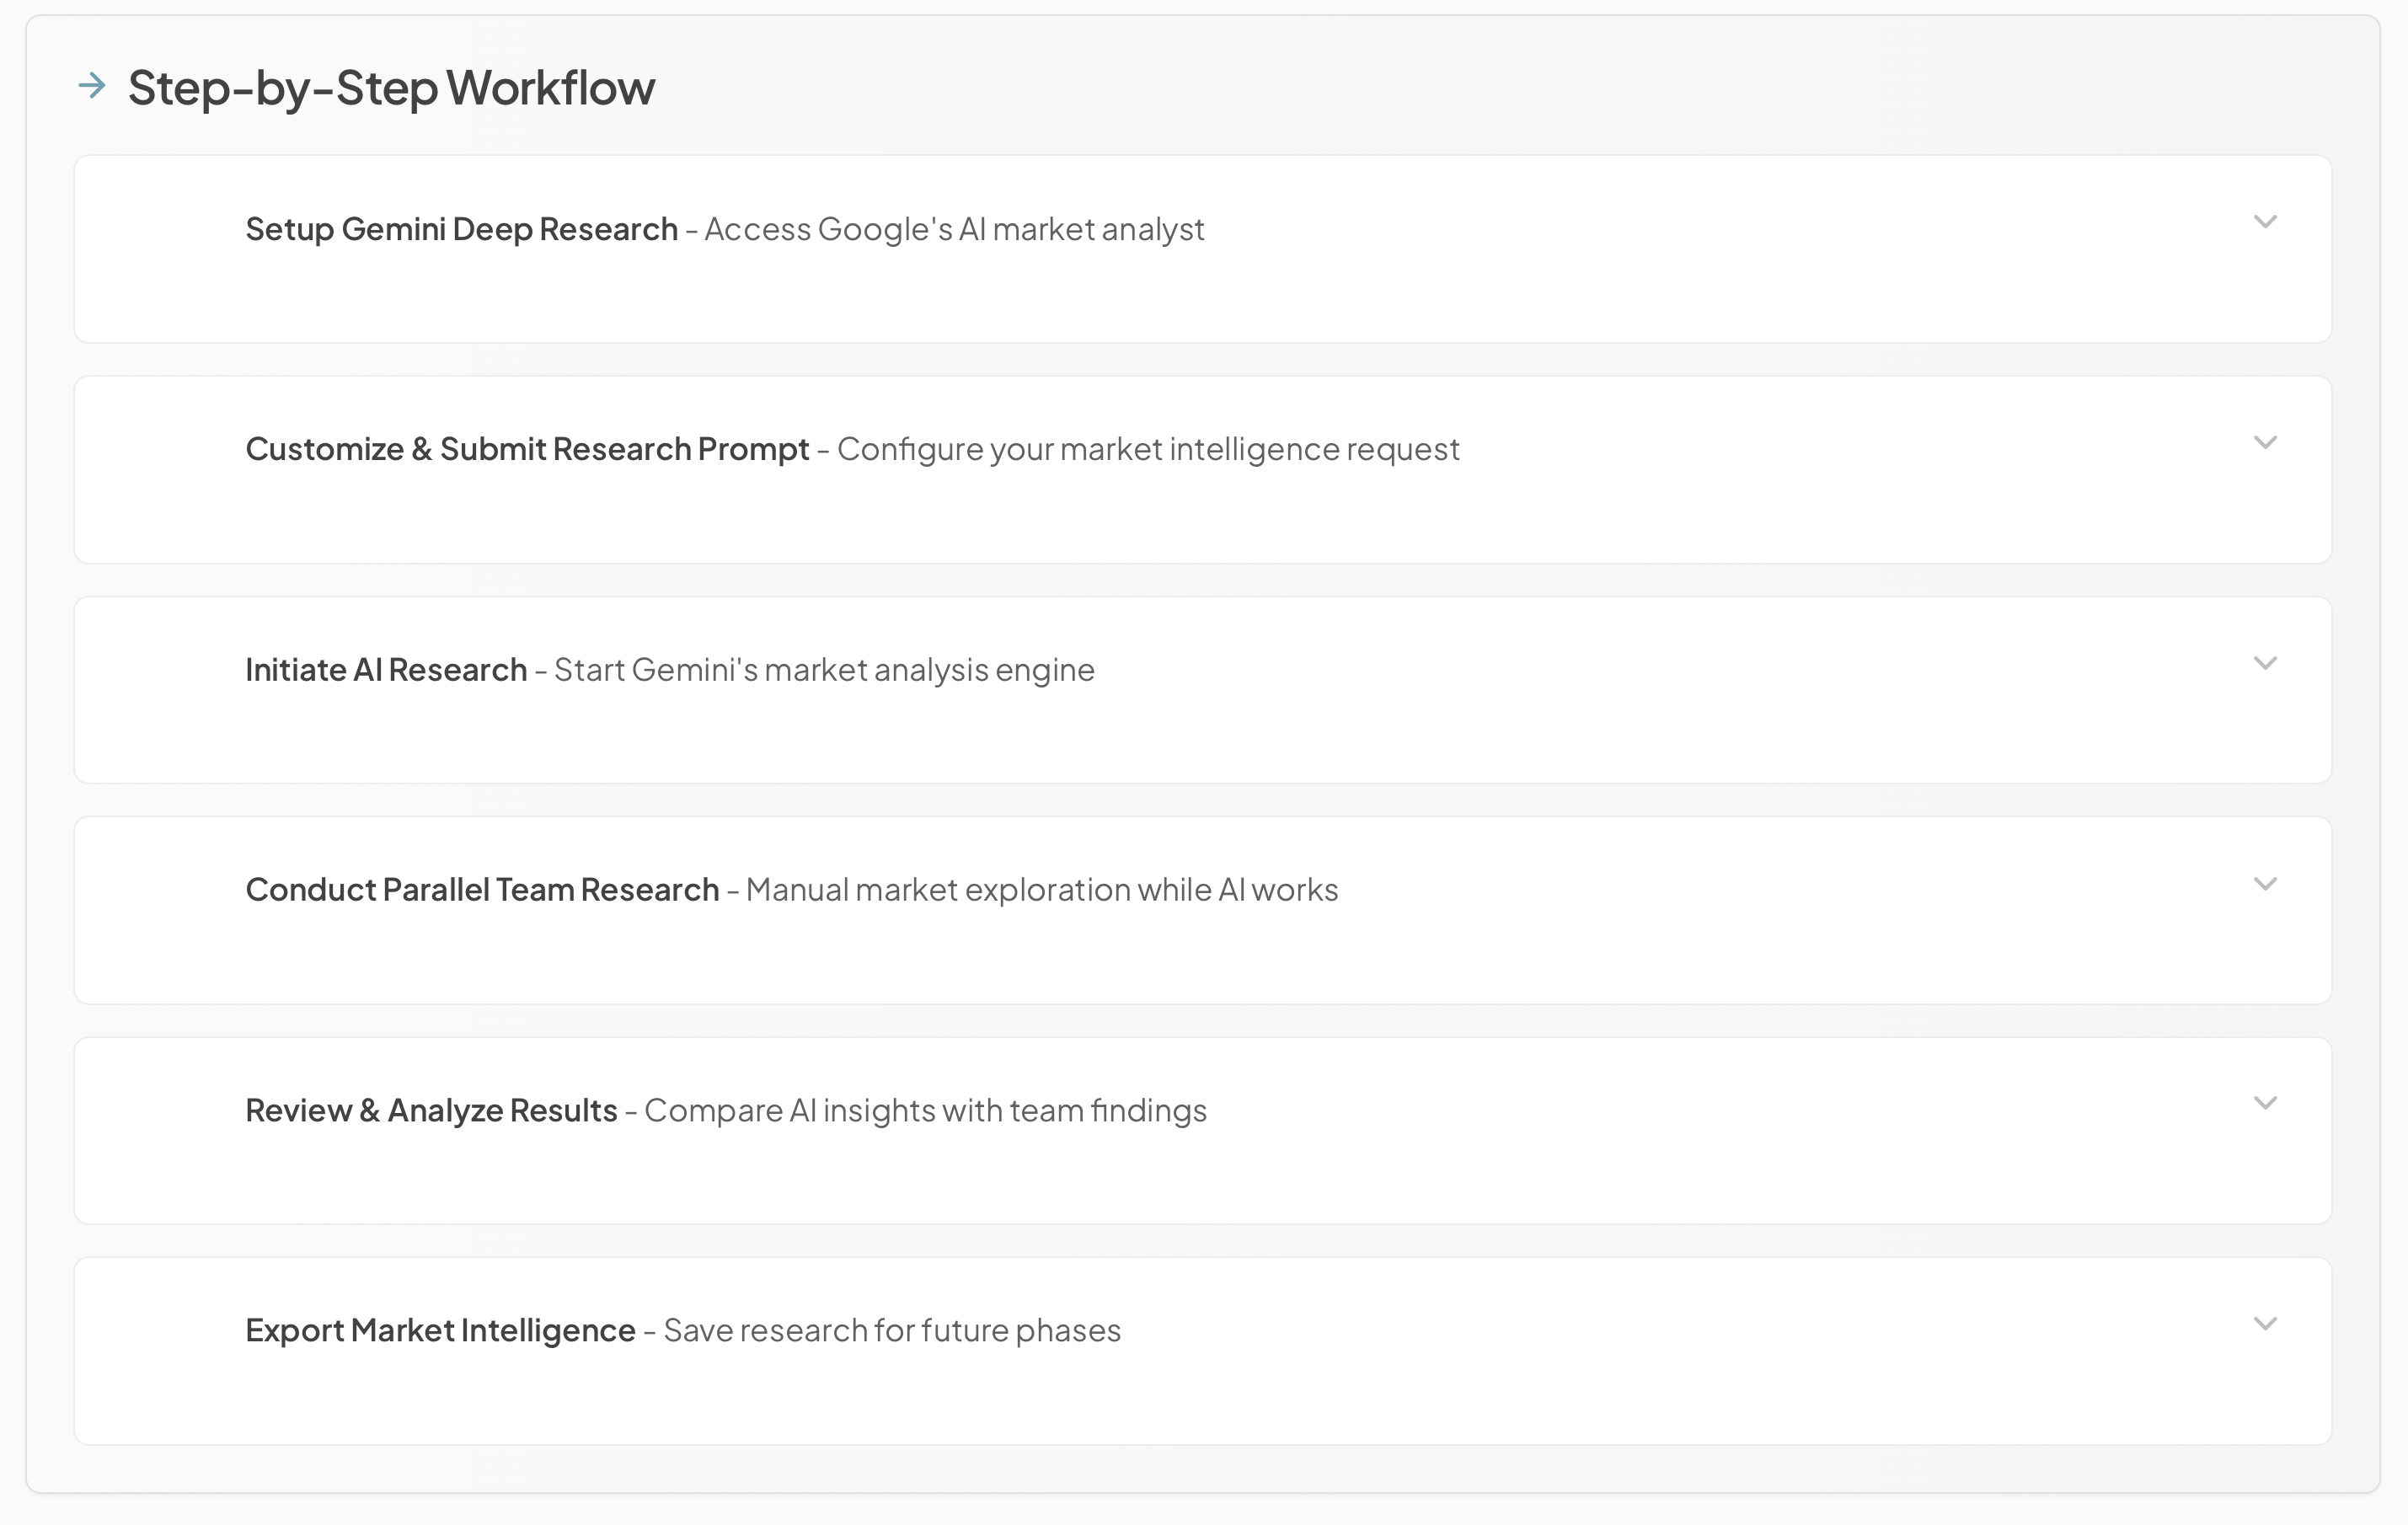 Step-by-Step Workflow
Setup Gemini Deep Research - Access Google's AI market analyst
Customize & Submit Research Prompt - Configure your market intelligence request
Initiate AI Research - Start Gemini's market analysis engine
Conduct Parallel Team Research - Manual market exploration while AI works
Review & Analyze Results - Compare AI insights with team findings
Export Market Intelligence - Save research for future phases